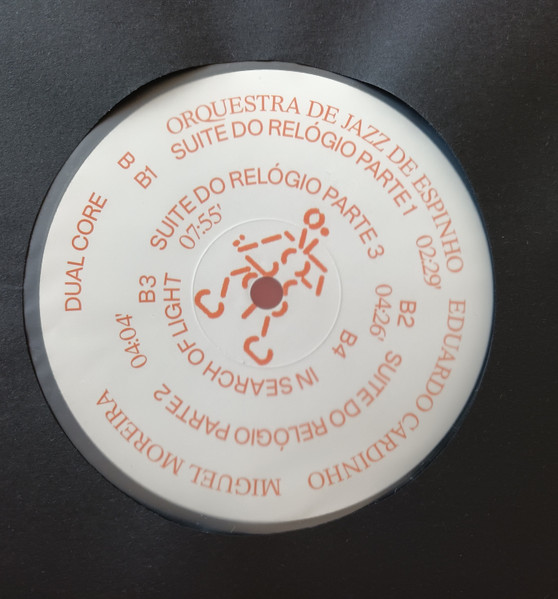 DUAL CORE
B
ORQUESTRA DE JAZZ DE ESPINHO
EDUARDO CARDINHO
MIGUEL MOREIRA
B1 SUITE DO RELÓGIO PARTE 1 02:29'
B2 SUITE DO RELÓGIO PARTE 2 04:04'
B3 SUITE DO RELÓGIO PARTE 3 04:26'
B4 IN SEARCH OF LIGHT 07:55'